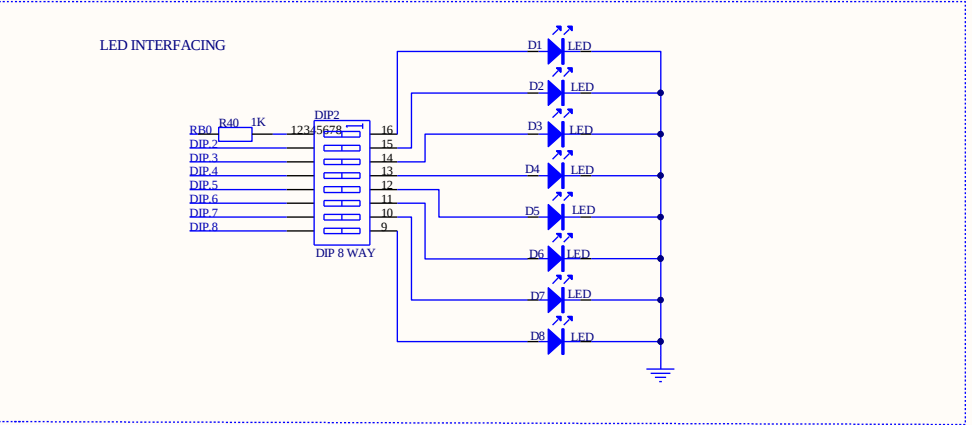 LED INTERFACING
D1 LED
D2 LED
DIP2
RB0 R40 1K 12345678 1 16
D3 LED
DIP.2 15
DIP.3 14
DIP.4 13
D4 LED
DIP.5 12
DIP.6 11
DIP.7 10
D5 LED
DIP.8 9
DIP 8 WAY
D6 LED
D7 LED
D8 LED